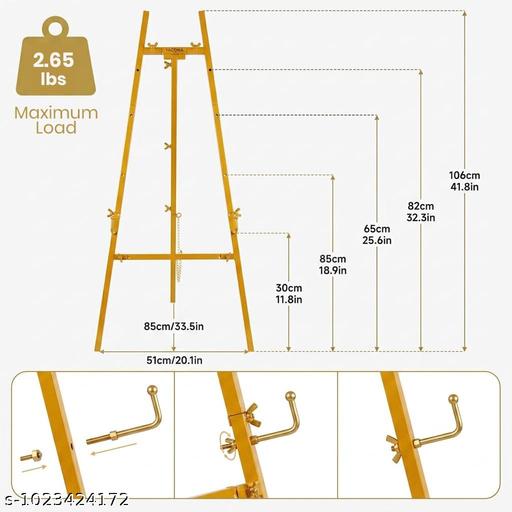 2.65
lbs
Maximum
Load
106cm
41.8in
82cm
32.3in
65cm
25.6in
85cm
18.9in
30cm
11.8in
85cm/33.5in
51cm/20.1in
s-1023424172